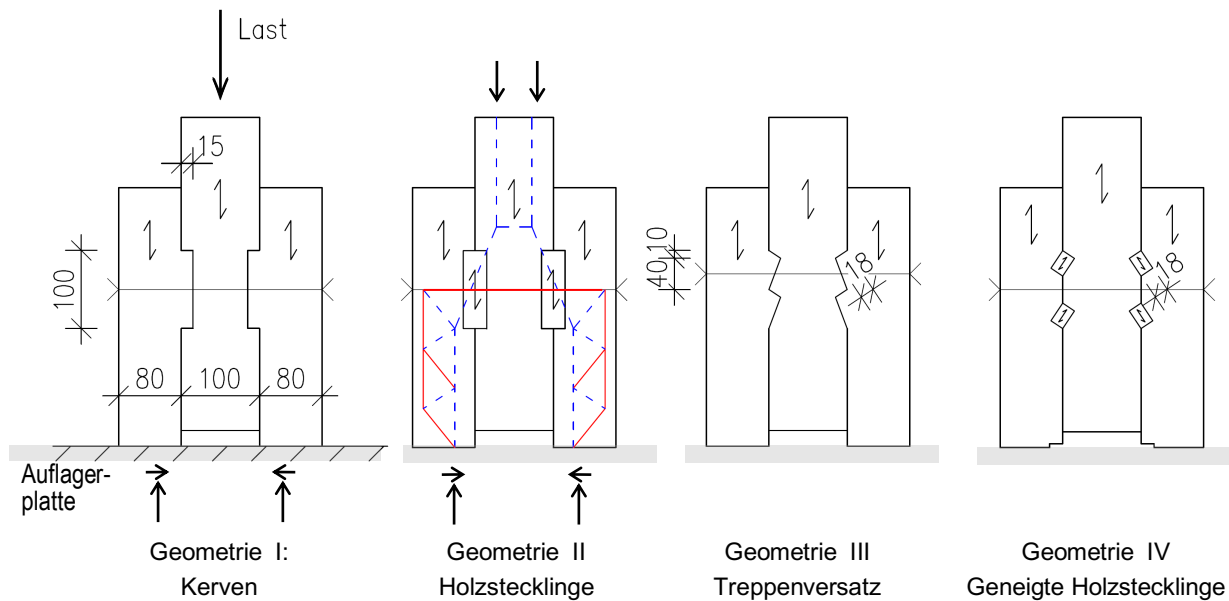 Last
15
100
80 100 80
10
40
18
18
Auflager-
platte
Geometrie I:
Kerven
Geometrie II
Holzstecklinge
Geometrie III
Treppenversatz
Geometrie IV
Geneigte Holzstecklinge